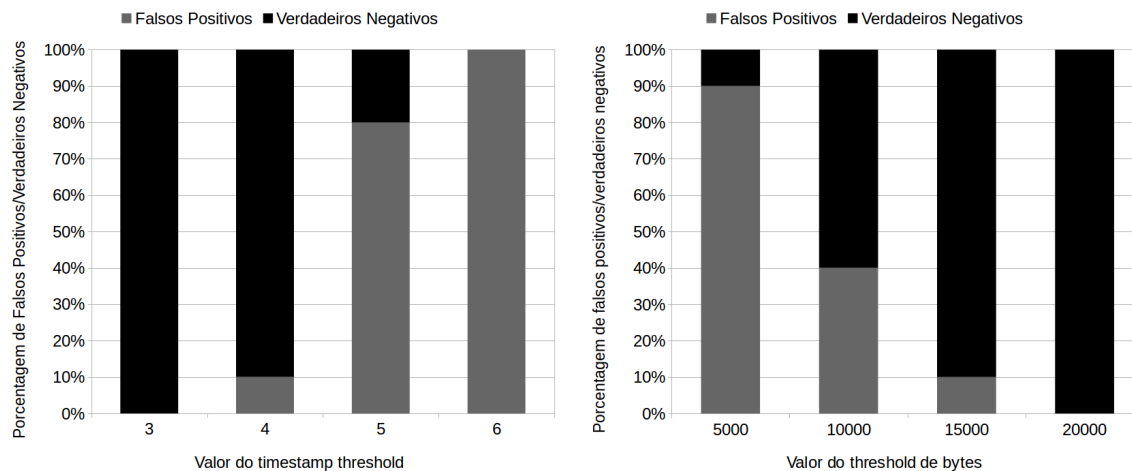 Falsos Positivos Verdadeiros Negativos
Porcentagem de Falsos Positivos/Verdadeiros Negativos
100%
90%
80%
70%
60%
50%
40%
30%
20%
10%
0%
3 4 5 6
Valor do timestamp threshold
Falsos Positivos Verdadeiros Negativos
Porcentagem de falsos positivos/verdadeiros negativos
100%
90%
80%
70%
60%
50%
40%
30%
20%
10%
0%
5000 10000 15000 20000
Valor do threshold de bytes